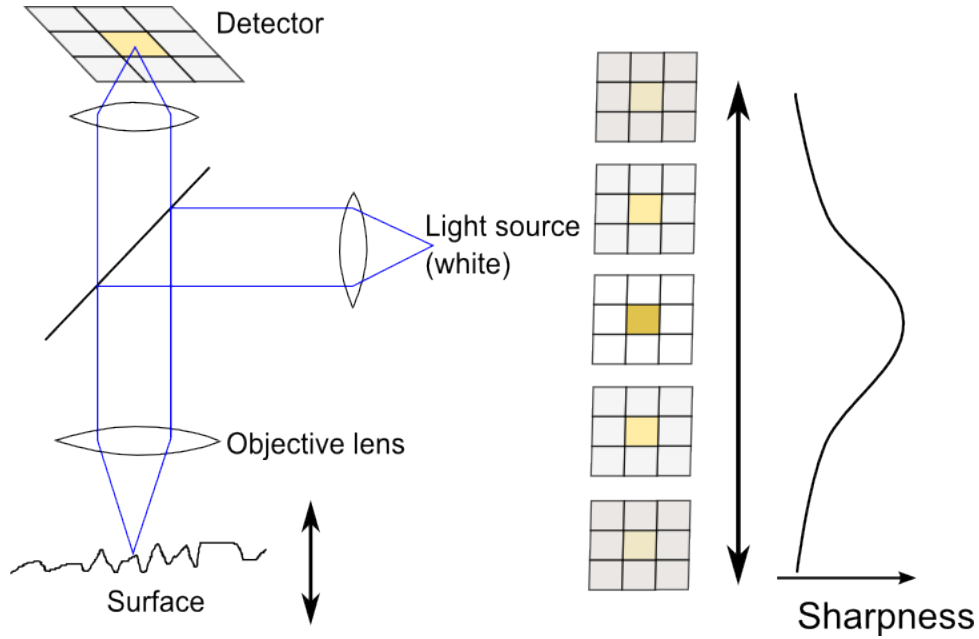 Detector
Light source
(white)
Objective lens
Surface
Sharpness